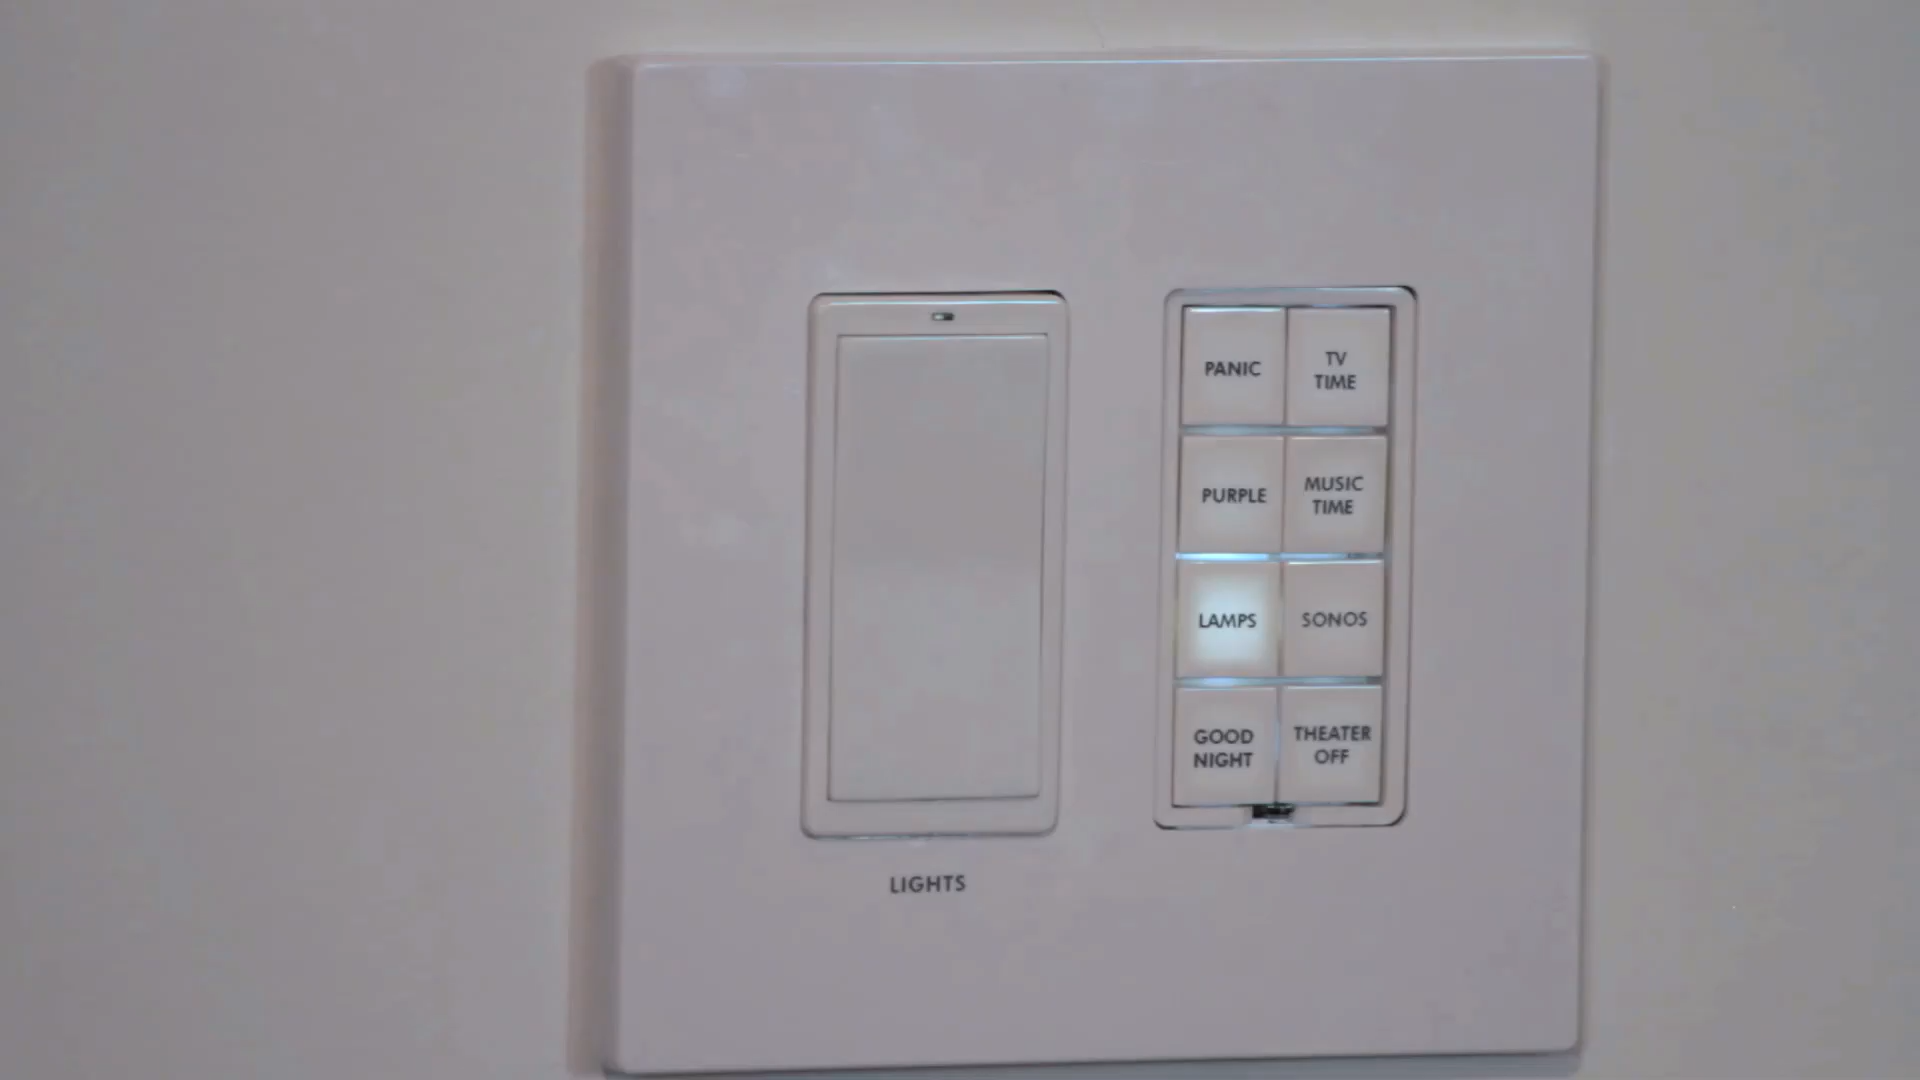 PANIC
TV
TIME
PURPLE
MUSIC
TIME
LAMPS
SONOS
GOOD
NIGHT
THEATER
OFF
LIGHTS